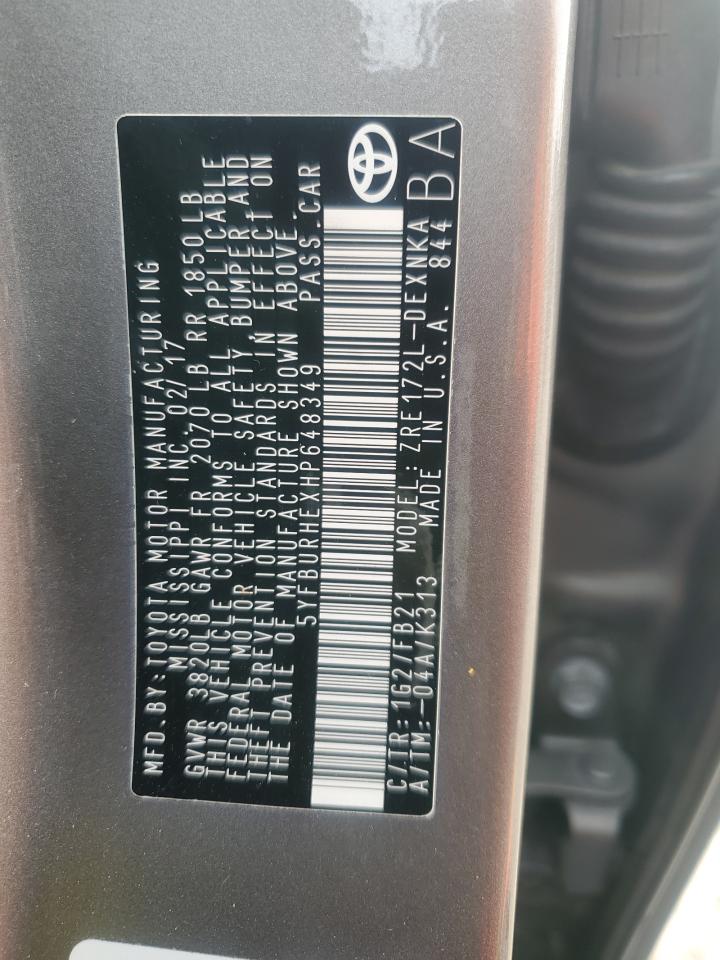 MFD.BY:TOYOTA MOTOR MANUFACTURING
MISSISSIPPI INC. 02/17
GVWR 3820LB GAWR FR 2070 LB RR 1850LB
THIS VEHICLE CONFORMS TO ALL APPLICABLE
FEDERAL MOTOR VEHICLE SAFETY, BUMPER AND
THEFT PREVENTION STANDARDS IN EFFECT ON
THE DATE OF MANUFACTURE SHOWN ABOVE.
5YFBURHEXHP648349 PASS.CAR
C/TR:1G2/FB21 MODEL:ZRE172L-DEXNKA
A/TM:-04A/K313 MADE IN U.S.A. 844
BA